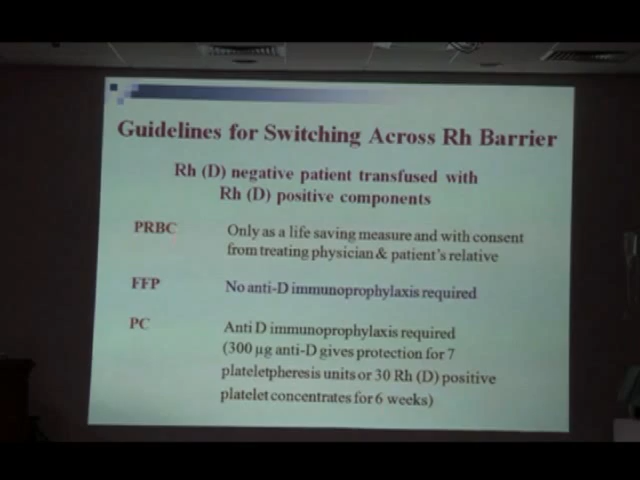 Guidelines for Switching Across Rh Barrier
Rh (D) negative patient transfused with
Rh (D) positive components
PRBC Only as a life saving measure and with consent
from treating physician & patient's relative
FFP No anti-D immunoprophylaxis required
PC Anti D immunoprophylaxis required
(300 µg anti-D gives protection for 7
plateletpheresis units or 30 Rh (D) positive
platelet concentrates for 6 weeks)